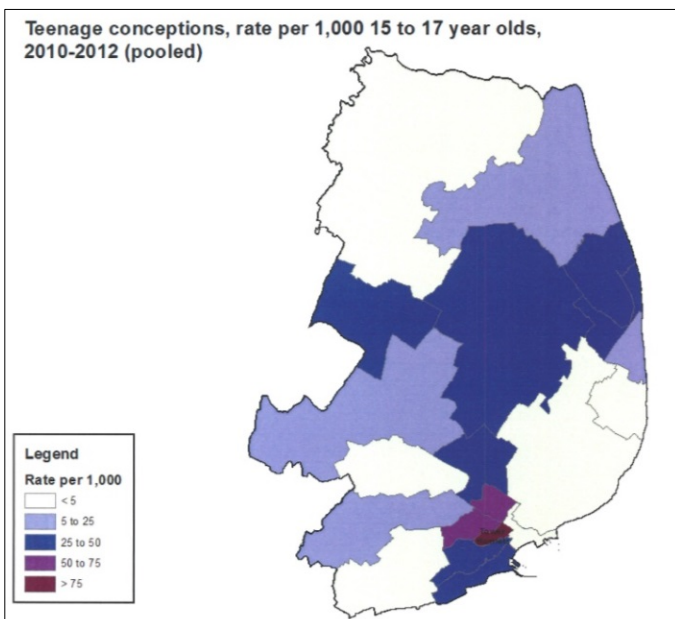 Teenage conceptions, rate per 1,000 15 to 17 year olds,
2010-2012 (pooled)
Legend
Rate per 1,000
< 5
5 to 25
25 to 50
50 to 75
> 75